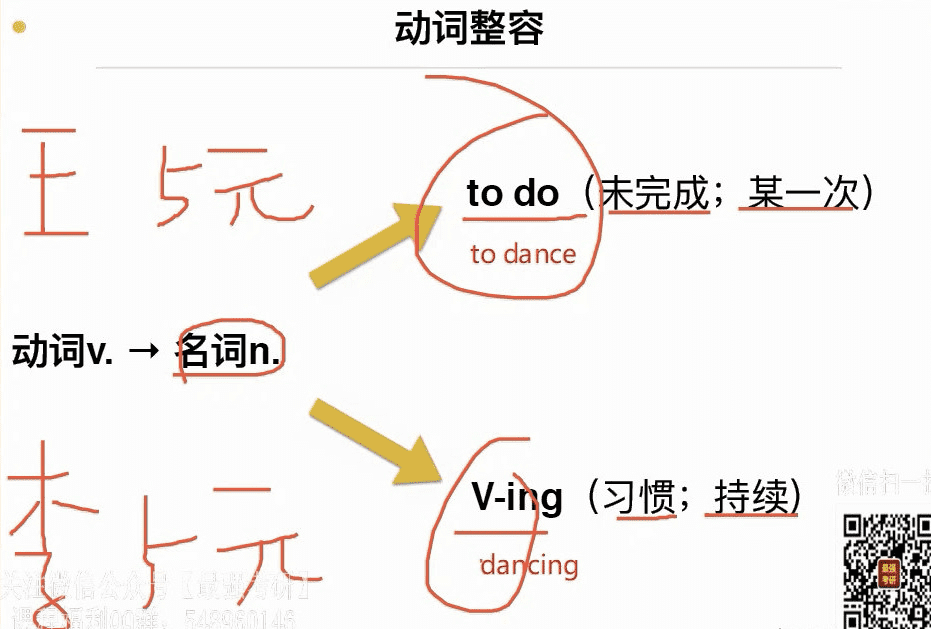 动词整容
王 5元
to do（未完成；某一次）
to dance
动词v. → 名词n.
V-ing（习惯；持续）
李 5元
dancing
微信扫一
关注微信公众号【最强考研】
548960146
最强
考研